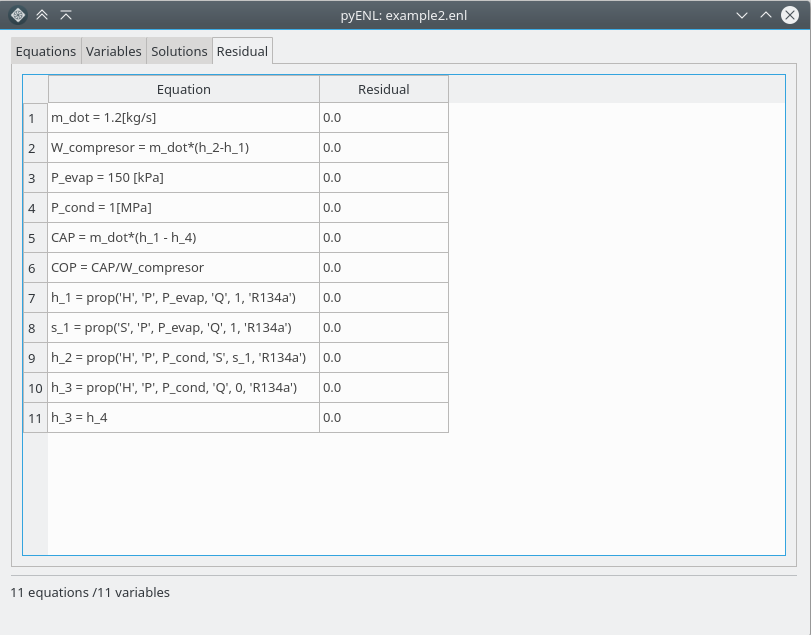 pyENL: example2.enl
Equations Variables Solutions Residual
Equation Residual
1 m_dot = 1.2[kg/s] 0.0
2 W_compresor = m_dot*(h_2-h_1) 0.0
3 P_evap = 150 [kPa] 0.0
4 P_cond = 1[MPa] 0.0
5 CAP = m_dot*(h_1 - h_4) 0.0
6 COP = CAP/W_compresor 0.0
7 h_1 = prop('H', 'P', P_evap, 'Q', 1, 'R134a') 0.0
8 s_1 = prop('S', 'P', P_evap, 'Q', 1, 'R134a') 0.0
9 h_2 = prop('H', 'P', P_cond, 'S', s_1, 'R134a') 0.0
10 h_3 = prop('H', 'P', P_cond, 'Q', 0, 'R134a') 0.0
11 h_3 = h_4 0.0
11 equations /11 variables